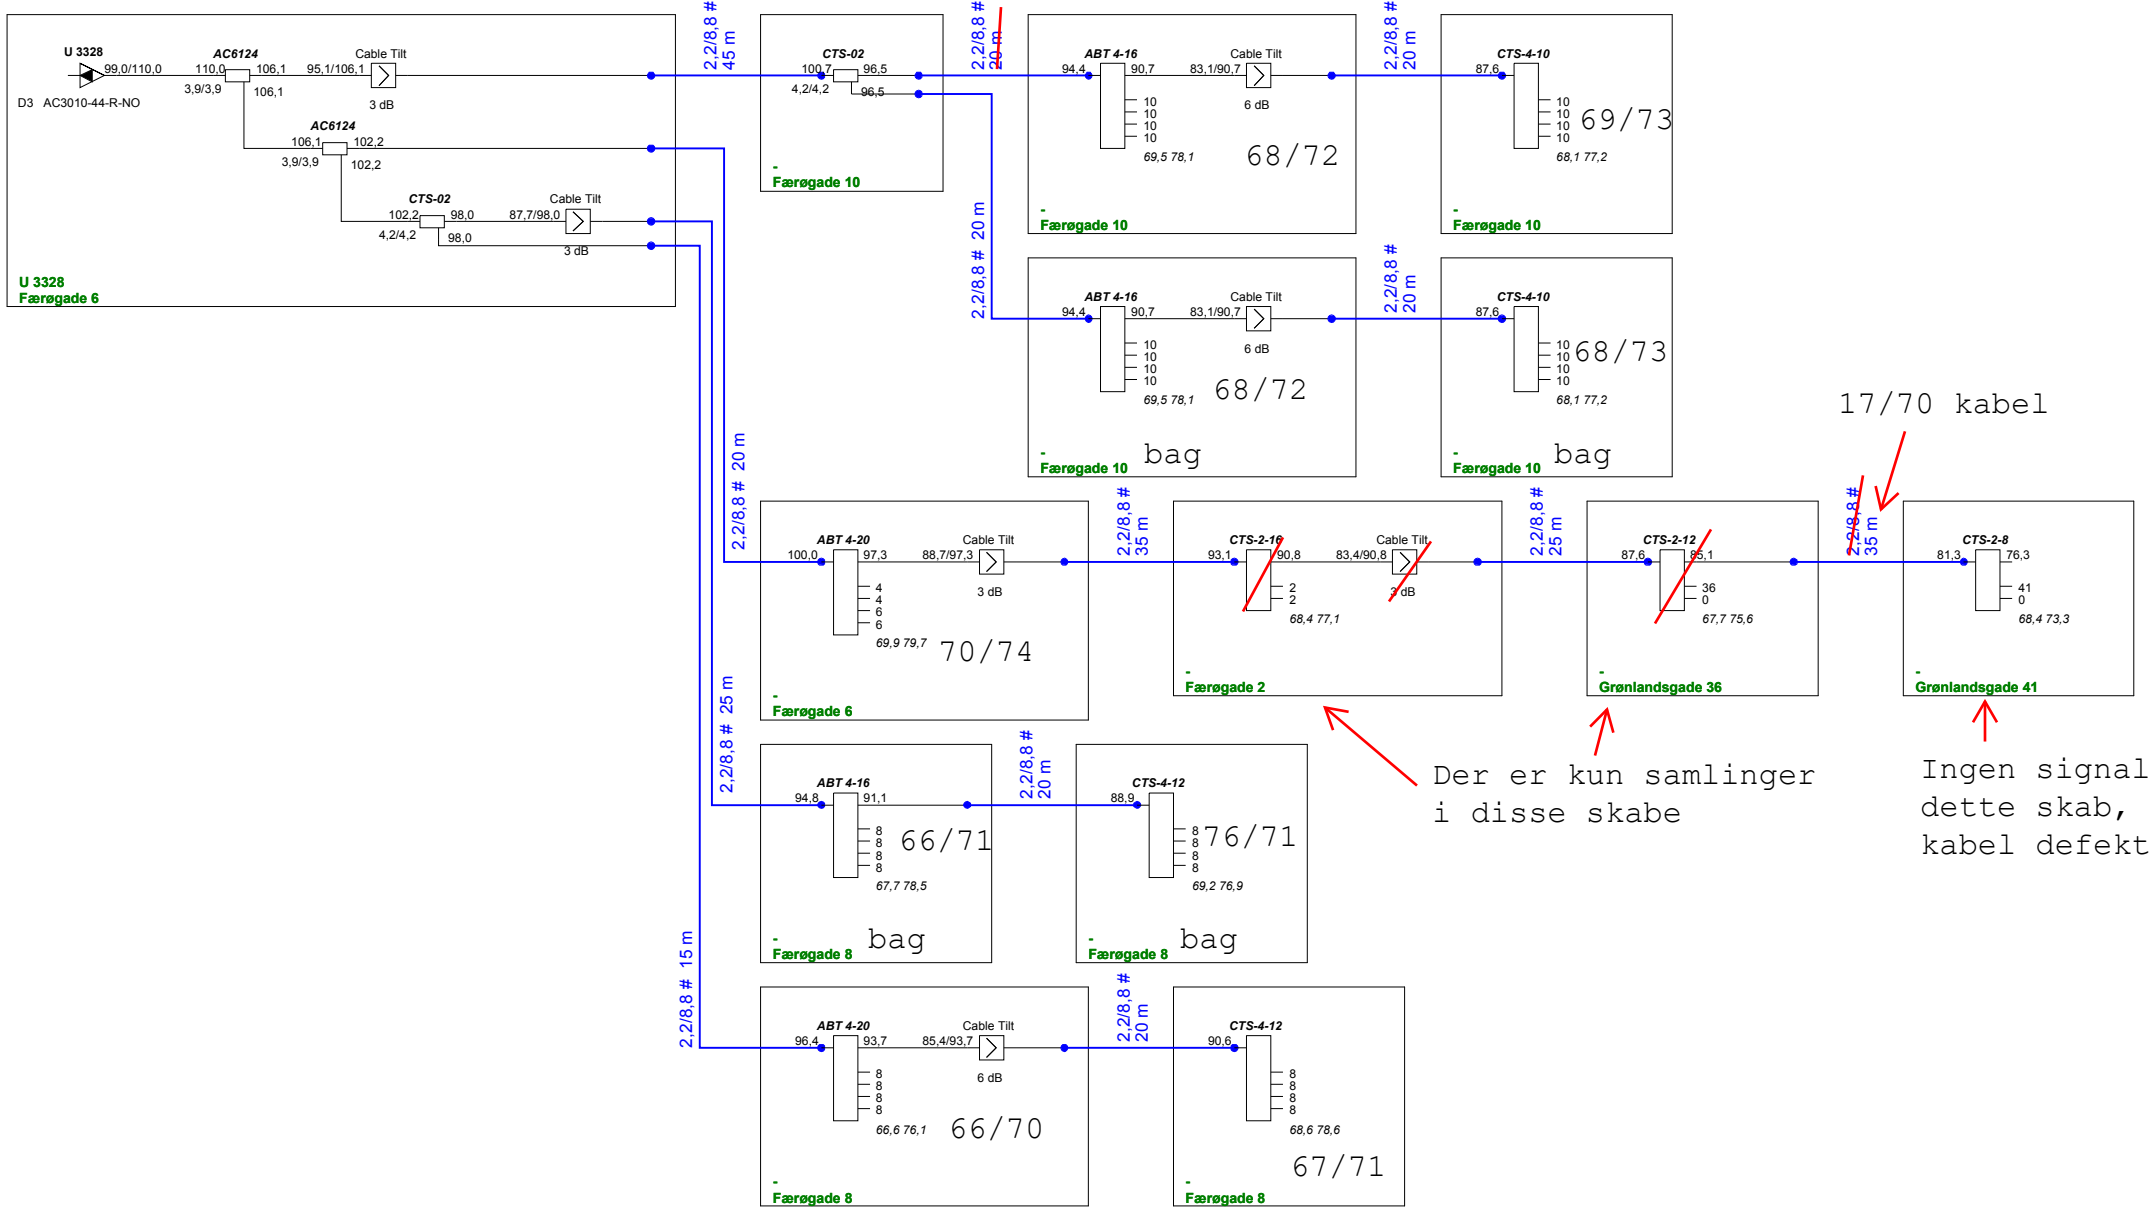 U 3328
99,0/110,0
D3 AC3010-44-R-NO
AC6124
110,0
106,1
3,9/3,9
106,1
Cable Tilt
95,1/106,1
3 dB
AC6124
106,1
102,2
3,9/3,9
102,2
CTS-02
102,2
98,0
4,2/4,2
98,0
Cable Tilt
87,7/98,0
3 dB
U 3328
Færøgade 6
2,2/8,8 #
45 m
CTS-02
100,7
96,5
4,2/4,2
96,5
-
Færøgade 10
2,2/8,8 #
20 m
ABT 4-16
94,4
90,7
10
10
10
10
69,5 78,1
Cable Tilt
83,1/90,7
6 dB
68/72
-
Færøgade 10
2,2/8,8 #
20 m
CTS-4-10
87,6
10
10
10
10
69/73
68,1 77,2
-
Færøgade 10
2,2/8,8 # 20 m
ABT 4-16
94,4
90,7
10
10
10
10
69,5 78,1
Cable Tilt
83,1/90,7
6 dB
68/72
bag
-
Færøgade 10
2,2/8,8 #
20 m
CTS-4-10
87,6
10
10
10
10
68/73
68,1 77,2
bag
-
Færøgade 10
2,2/8,8 # 20 m
ABT 4-20
100,0
97,3
4
4
6
6
69,9 79,7
Cable Tilt
88,7/97,3
3 dB
70/74
-
Færøgade 6
2,2/8,8 #
35 m
CTS-2-16
93,1
90,8
2
2
68,4 77,1
Cable Tilt
83,4/90,8
3 dB
-
Færøgade 2
2,2/8,8 #
25 m
CTS-2-12
87,6
85,1
36
0
67,7 75,6
-
Grønlandsgade 36
17/70 kabel
2,2/8,8 #
35 m
CTS-2-8
81,3
76,3
41
0
68,4 73,3
-
Grønlandsgade 41
Der er kun samlinger
i disse skabe
Ingen signal
dette skab,
kabel defekt
2,2/8,8 # 25 m
ABT 4-16
94,8
91,1
8
8
8
8
66/71
67,7 78,5
bag
-
Færøgade 8
2,2/8,8 #
20 m
CTS-4-12
88,9
8
8
8
8
76/71
69,2 76,9
bag
-
Færøgade 8
2,2/8,8 # 15 m
ABT 4-20
96,4
93,7
8
8
8
8
66,6 76,1
Cable Tilt
85,4/93,7
6 dB
66/70
-
Færøgade 8
2,2/8,8 #
20 m
CTS-4-12
90,6
8
8
8
8
68,6 78,6
67/71
-
Færøgade 8